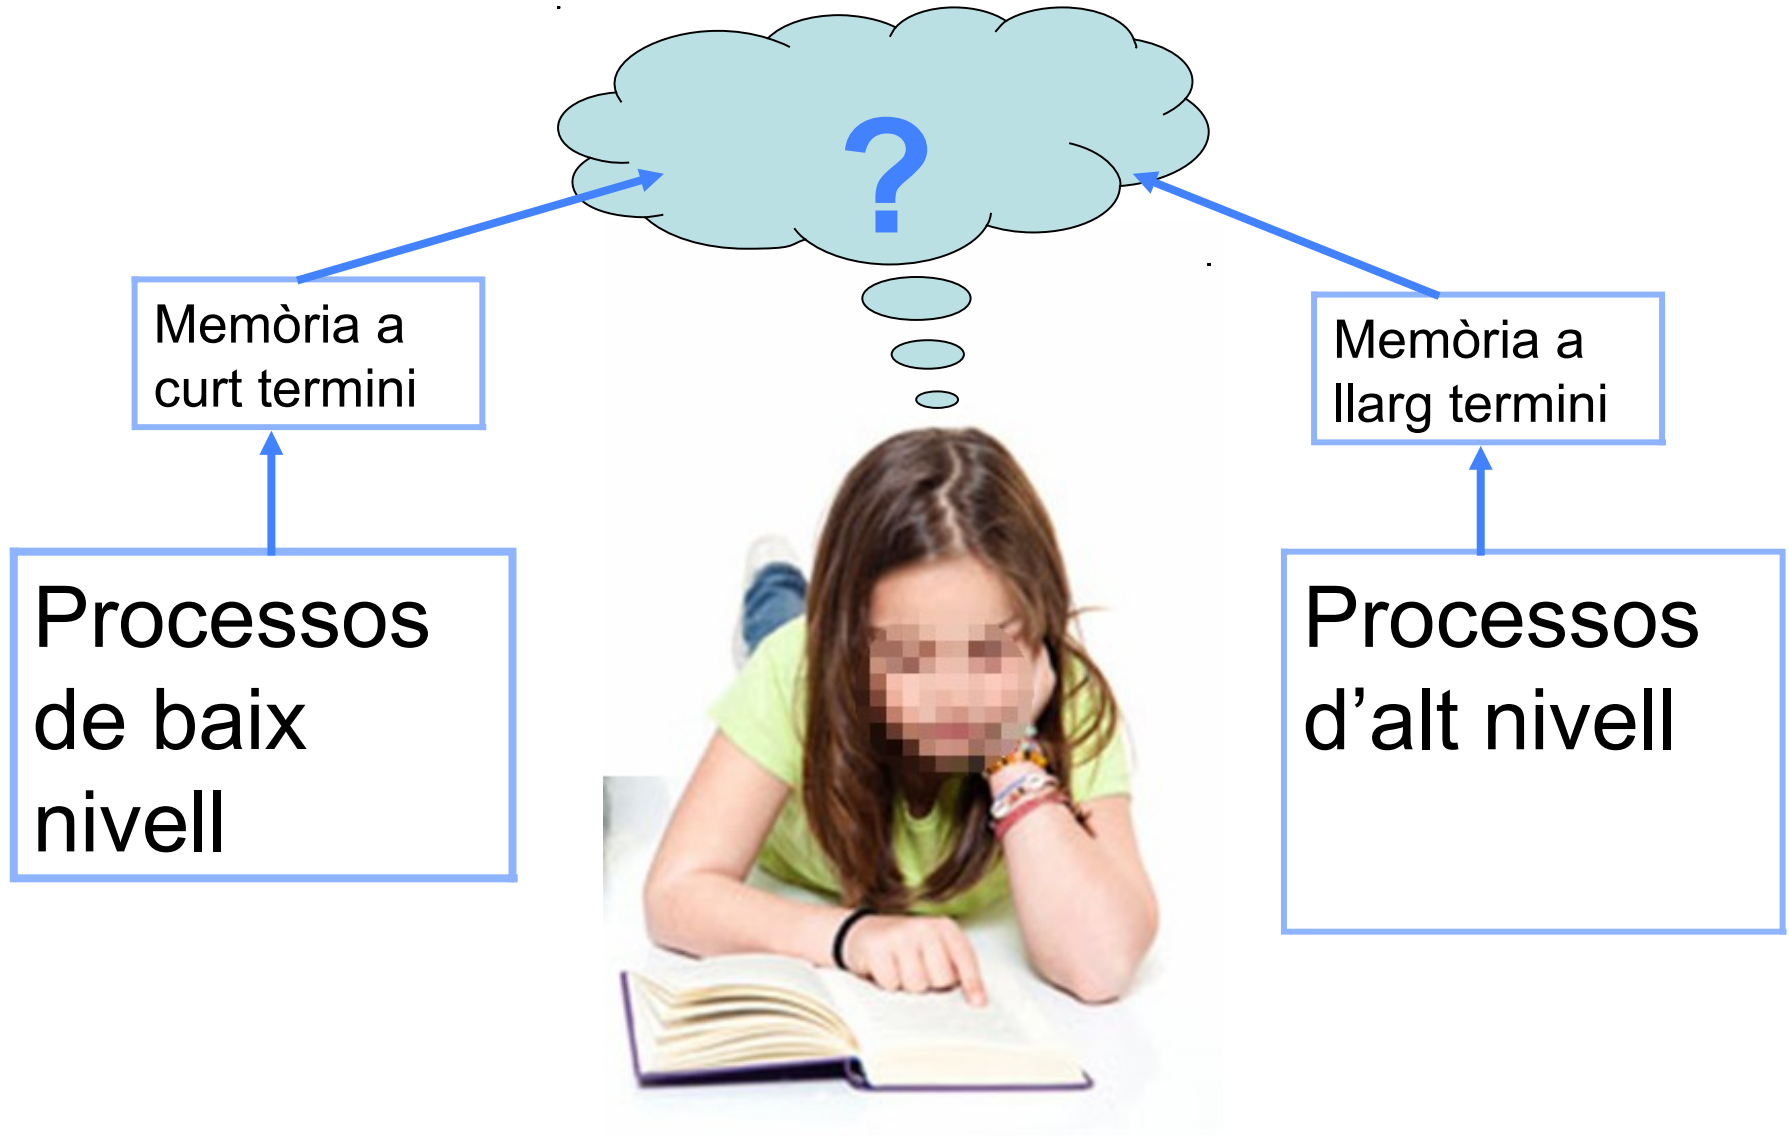 ?
Memòria a
curt termini
Memòria a
llarg termini
Processos
de baix
nivell
Processos
d’alt nivell